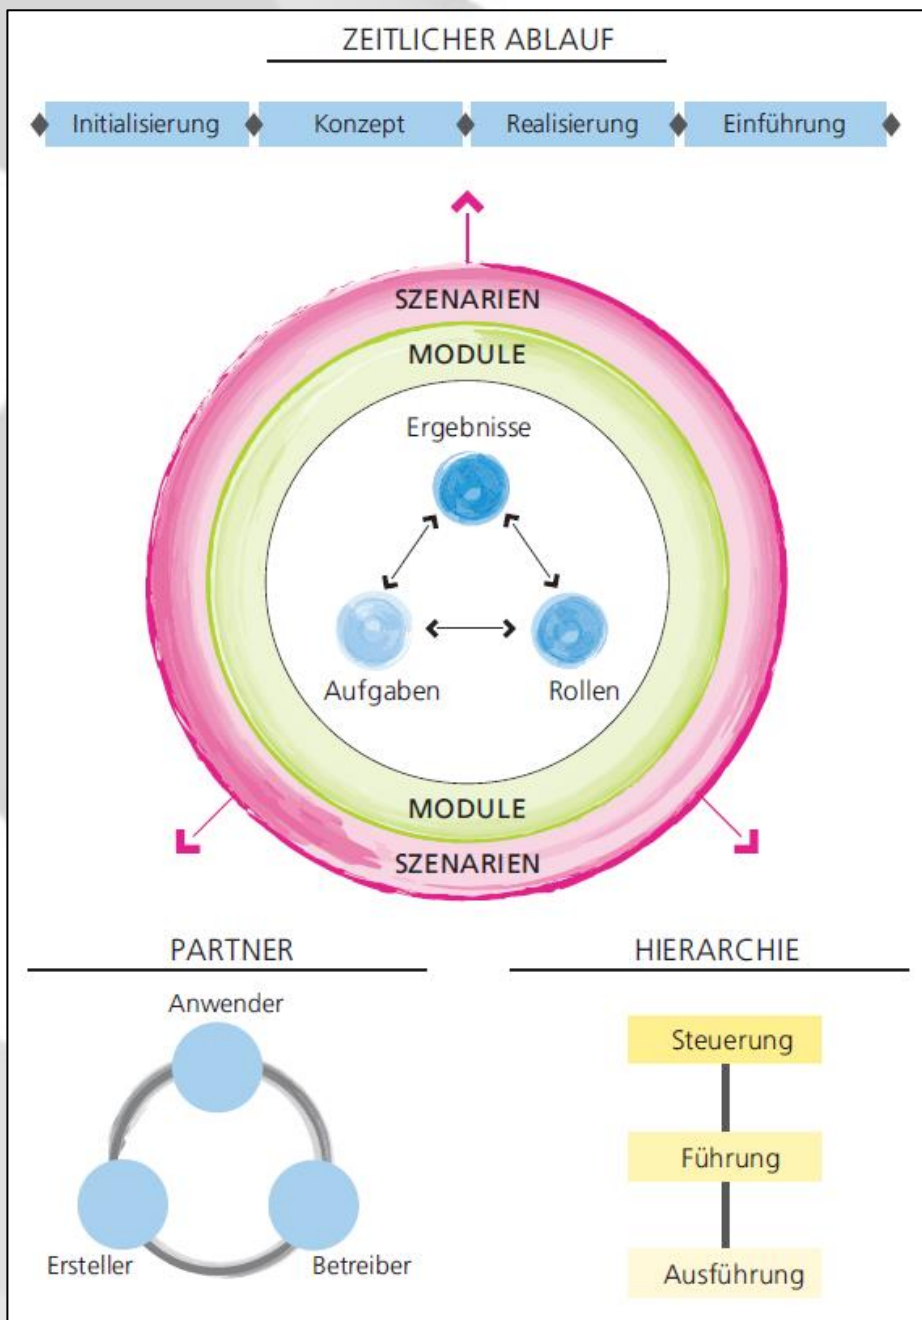 ZEITLICHER ABLAUF
Initialisierung Konzept Realisierung Einführung
SZENARIEN
MODULE
Ergebnisse
Aufgaben Rollen
MODULE
SZENARIEN
PARTNER
Anwender
Ersteller Betreiber
HIERARCHIE
Steuerung
Führung
Ausführung